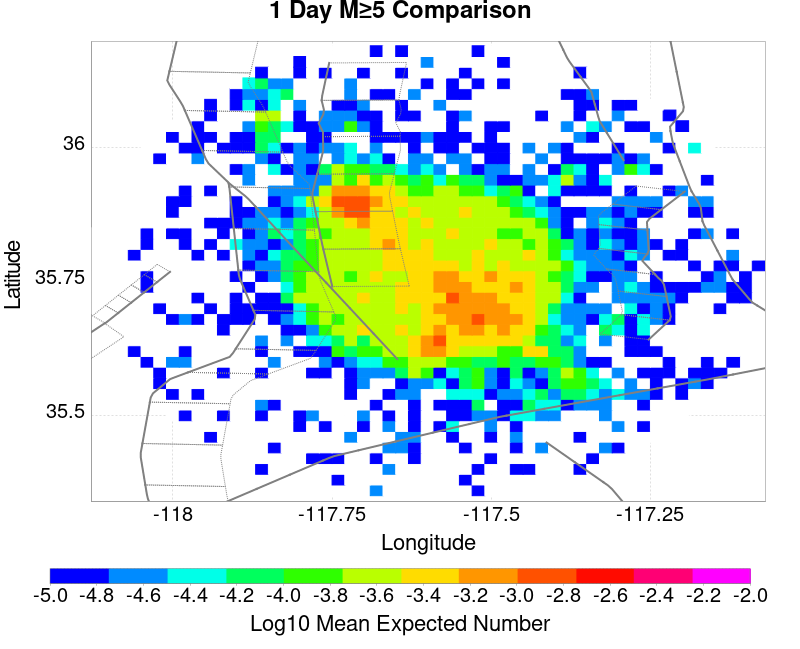 1 Day M≥5 Comparison
36
35.75
35.5
Latitude
-118 -117.75 -117.5 -117.25
Longitude
-5.0 -4.8 -4.6 -4.4 -4.2 -4.0 -3.8 -3.6 -3.4 -3.2 -3.0 -2.8 -2.6 -2.4 -2.2 -2.0
Log10 Mean Expected Number